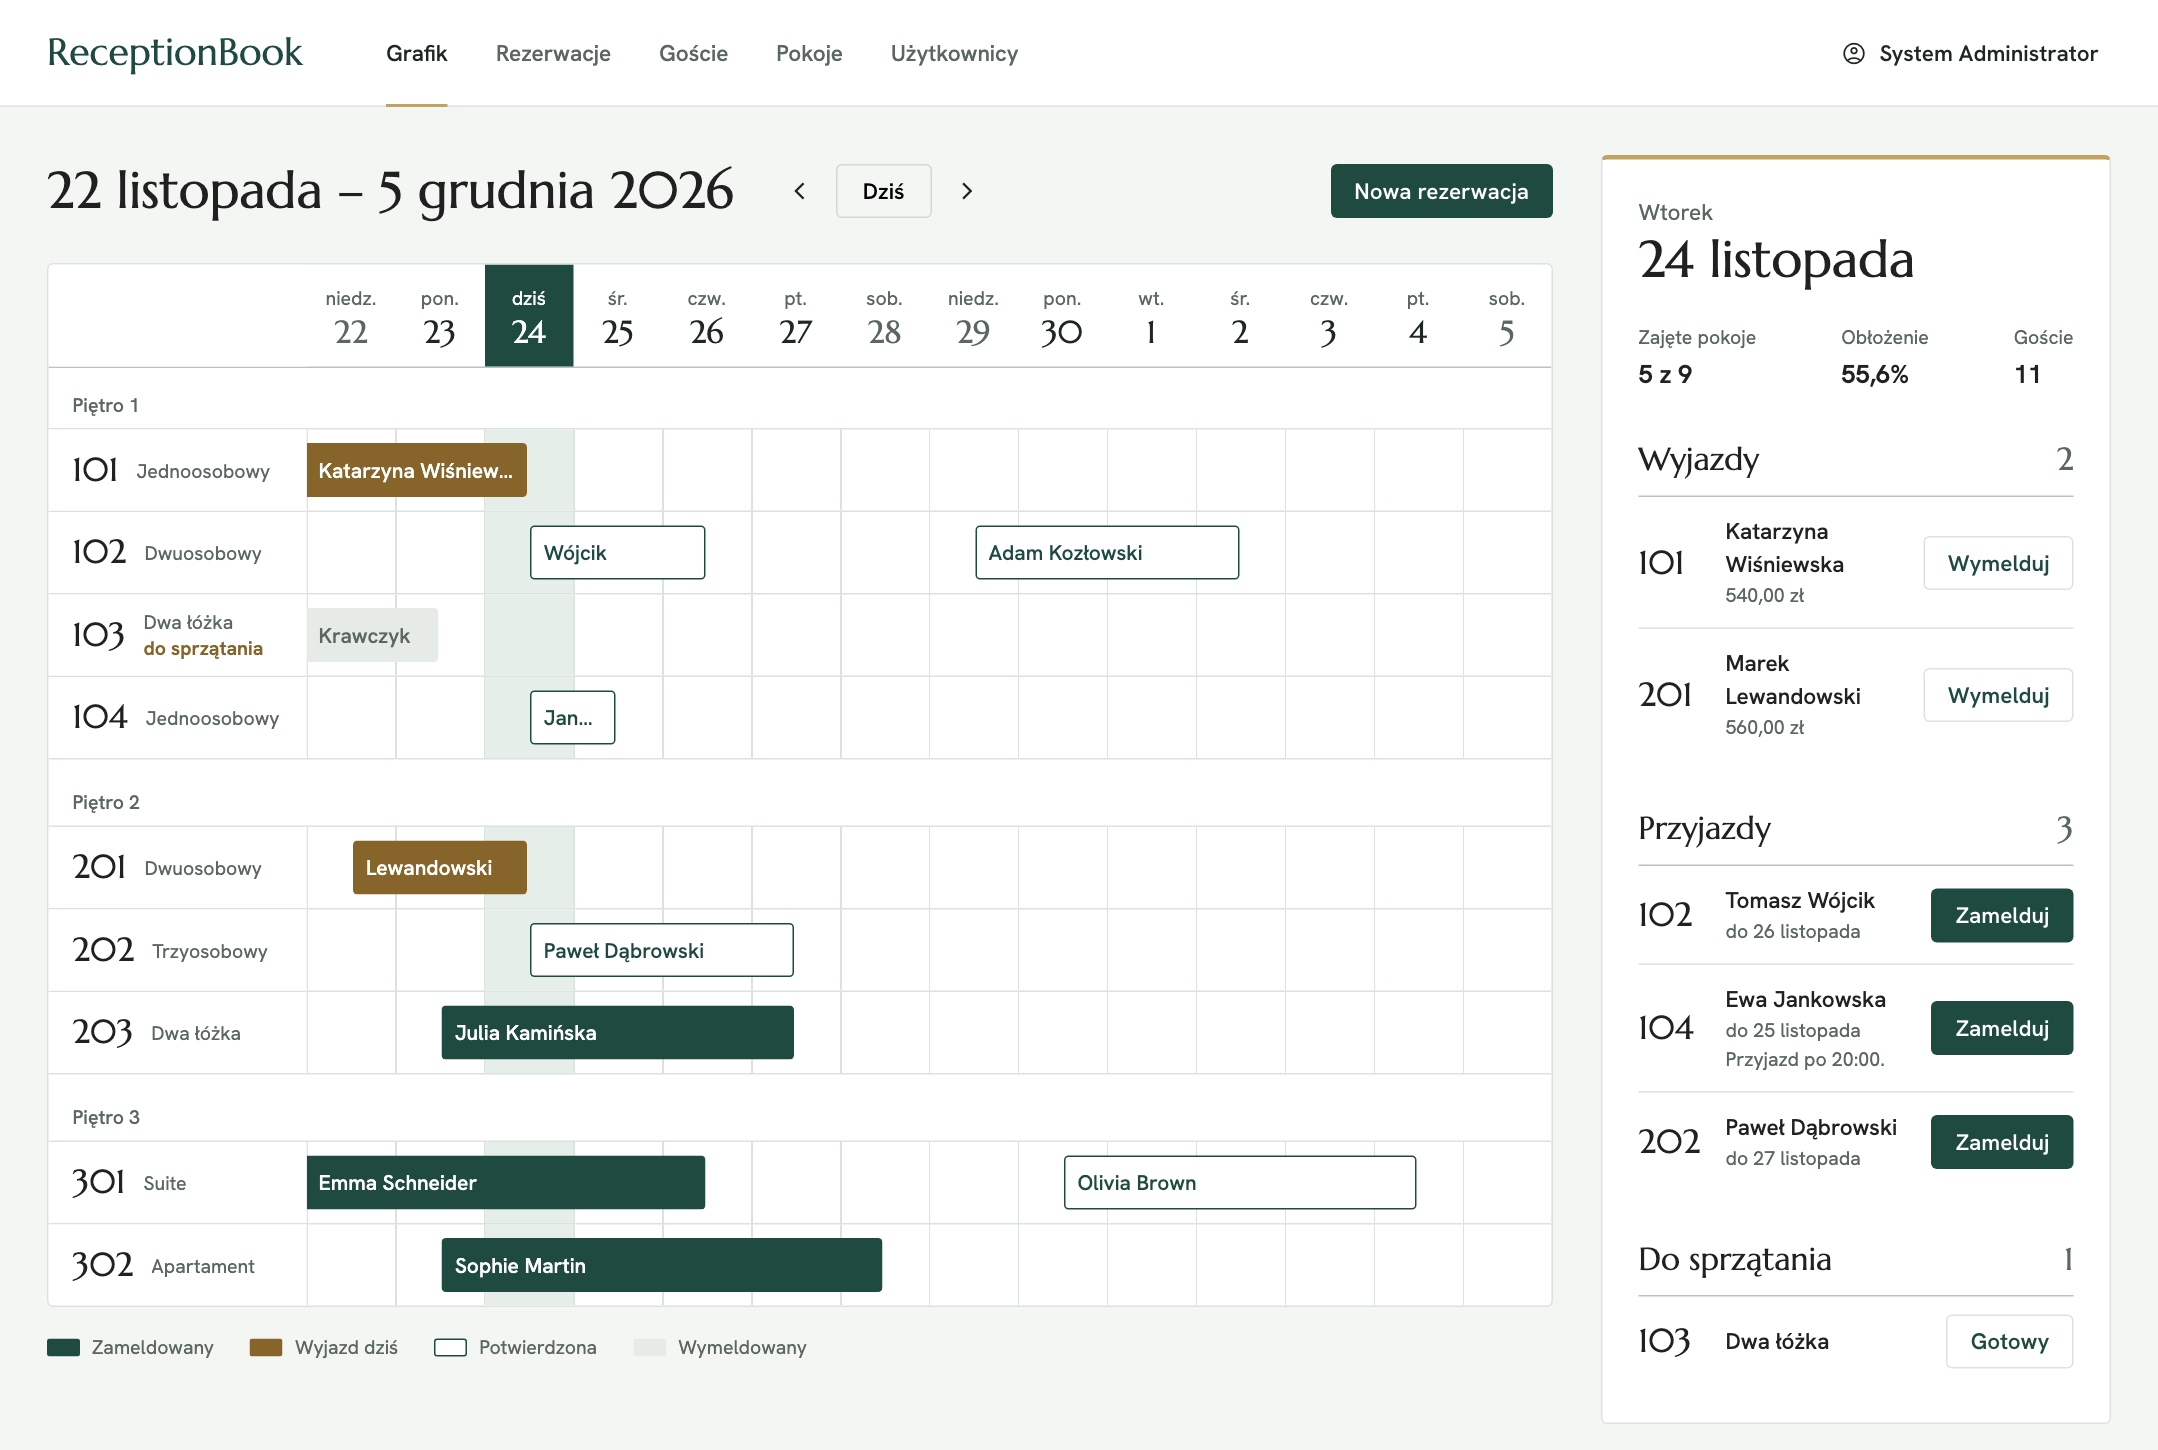 ReceptionBook
Grafik
Rezerwacje
Goście
Pokoje
Użytkownicy
System Administrator
22 listopada – 5 grudnia 2026
Dziś
Nowa rezerwacja
niedz. pon. dziś śr. czw. pt. sob. niedz. pon. wt. śr. czw. pt. sob.
22 23 24 25 26 27 28 29 30 1 2 3 4 5
Piętro 1
101 Jednoosobowy
Katarzyna Wiśniew...
102 Dwuosobowy
Wójcik
Adam Kozłowski
103 Dwa łóżka
do sprzątania
Krawczyk
104 Jednoosobowy
Jan...
Piętro 2
201 Dwuosobowy
Lewandowski
202 Trzyosobowy
Paweł Dąbrowski
203 Dwa łóżka
Julia Kamińska
Piętro 3
301 Suite
Emma Schneider
Olivia Brown
302 Apartament
Sophie Martin
Zameldowany
Wyjazd dziś
Potwierdzona
Wymeldowany
Wtorek
24 listopada
Zajęte pokoje Obłożenie Goście
5 z 9 55,6% 11
Wyjazdy 2
101
Katarzyna
Wiśniewska
540,00 zł
Wymelduj
201
Marek
Lewandowski
560,00 zł
Wymelduj
Przyjazdy 3
102
Tomasz Wójcik
do 26 listopada
Zamelduj
104
Ewa Jankowska
do 25 listopada
Przyjazd po 20:00.
Zamelduj
202
Paweł Dąbrowski
do 27 listopada
Zamelduj
Do sprzątania 1
103 Dwa łóżka
Gotowy